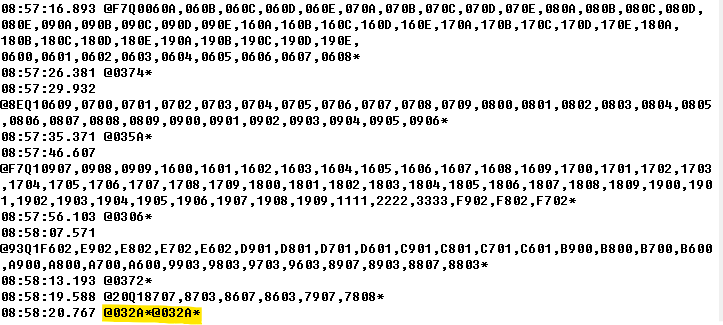 08:57:16.893 @F7Q0060A,060B,060C,060D,060E,070A,070B,070C,070D,070E,080A,080B,080C,080D,
080E,090A,090B,090C,090D,090E,160A,160B,160C,160D,160E,170A,170B,170C,170D,170E,180A,
180B,180C,180D,180E,190A,190B,190C,190D,190E,
0600,0601,0602,0603,0604,0605,0606,0607,0608*
08:57:26.381 @0374*
08:57:29.932
@8EQ10609,0700,0701,0702,0703,0704,0705,0706,0707,0708,0709,0800,0801,0802,0803,0804,0805
,0806,0807,0808,0809,0900,0901,0902,0903,0904,0905,0906*
08:57:35.371 @035A*
08:57:46.607
@F7Q10907,0908,0909,1600,1601,1602,1603,1604,1605,1606,1607,1608,1609,1700,1701,1702,1703
,1704,1705,1706,1707,1708,1709,1800,1801,1802,1803,1804,1805,1806,1807,1808,1809,1900,190
1,1902,1903,1904,1905,1906,1907,1908,1909,1111,2222,3333,F902,F802,F702*
08:57:56.103 @0306*
08:58:07.571
@93Q1F602,E902,E802,E702,E602,D901,D801,D701,D601,C901,C801,C701,C601,B900,B800,B700,B600
,A900,A800,A700,A600,9903,9803,9703,9603,8907,8903,8807,8803*
08:58:13.193 @0372*
08:58:19.588 @20Q18707,8703,8607,8603,7907,7808*
08:58:20.767 @032A*@032A*